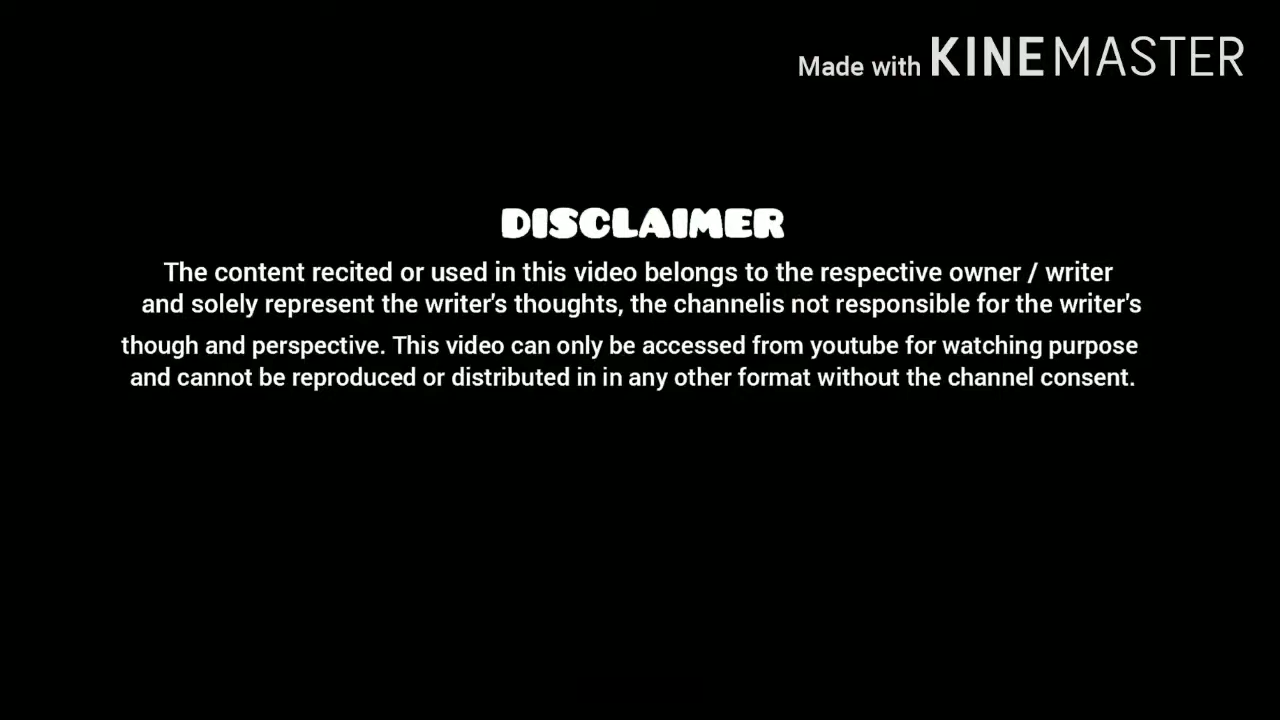 Made with KINEMASTER
DISCLAIMER
The content recited or used in this video belongs to the respective owner / writer
and solely represent the writer's thoughts, the channelis not responsible for the writer's
though and perspective. This video can only be accessed from youtube for watching purpose
and cannot be reproduced or distributed in in any other format without the channel consent.